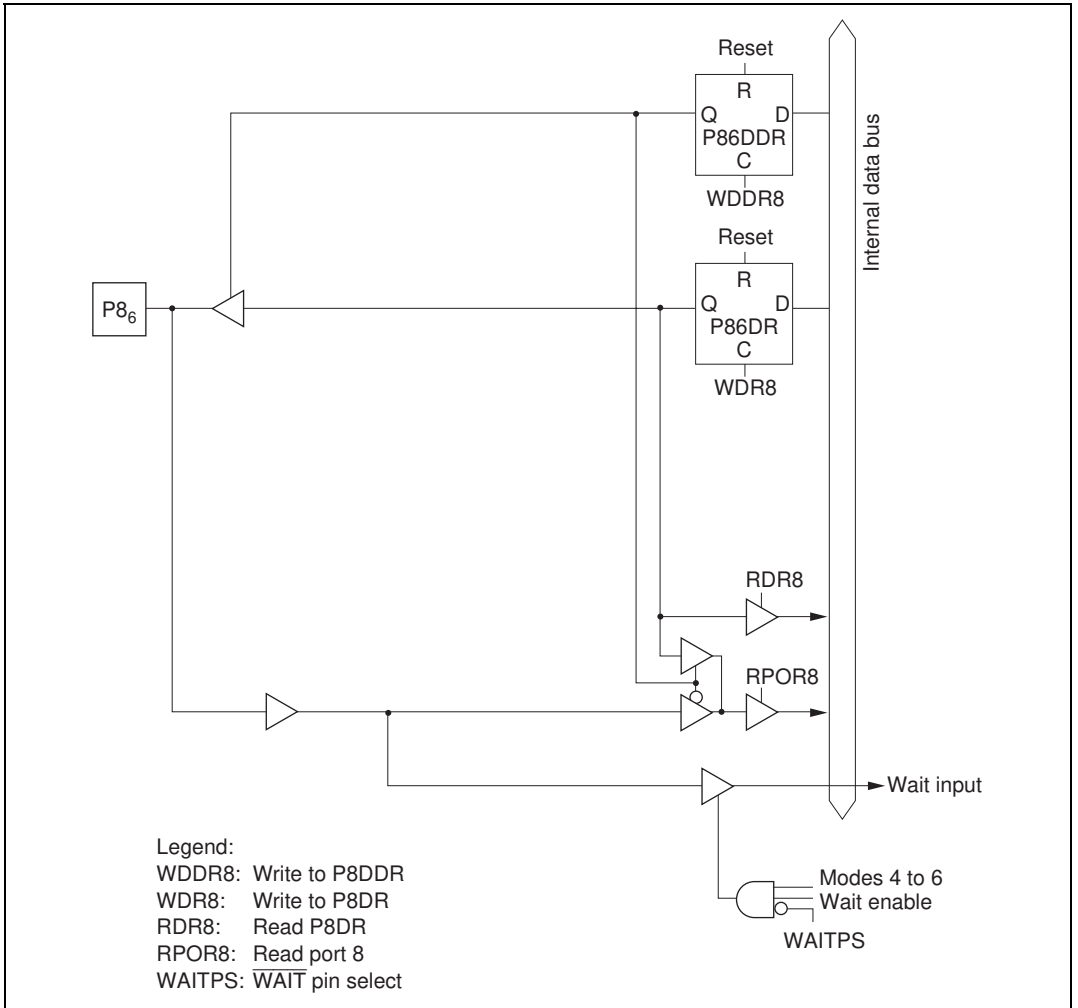 Reset
R
Q D
P86DDR
C
WDDR8
Internal data bus
Reset
R
P8₆
Q D
P86DR
C
WDR8
RDR8
RPOR8
Wait input
Legend:
WDDR8: Write to P8DDR
WDR8: Write to P8DR
RDR8: Read P8DR
RPOR8: Read port 8
WAITPS: W̅A̅I̅T̅ pin select
Modes 4 to 6
Wait enable
WAITPS